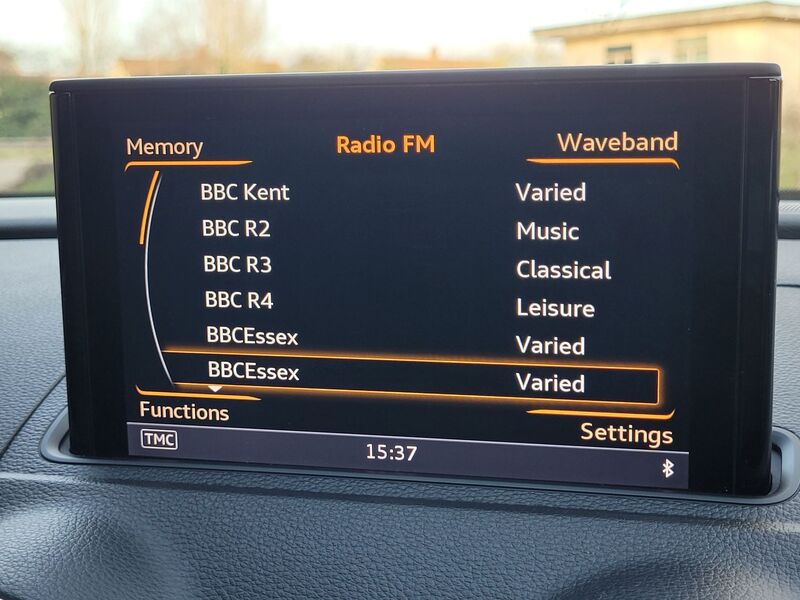 Memory Radio FM Waveband
BBC Kent Varied
BBC R2 Music
BBC R3 Classical
BBC R4 Leisure
BBCEssex Varied
BBCEssex Varied
Functions Settings
TMC 15:37